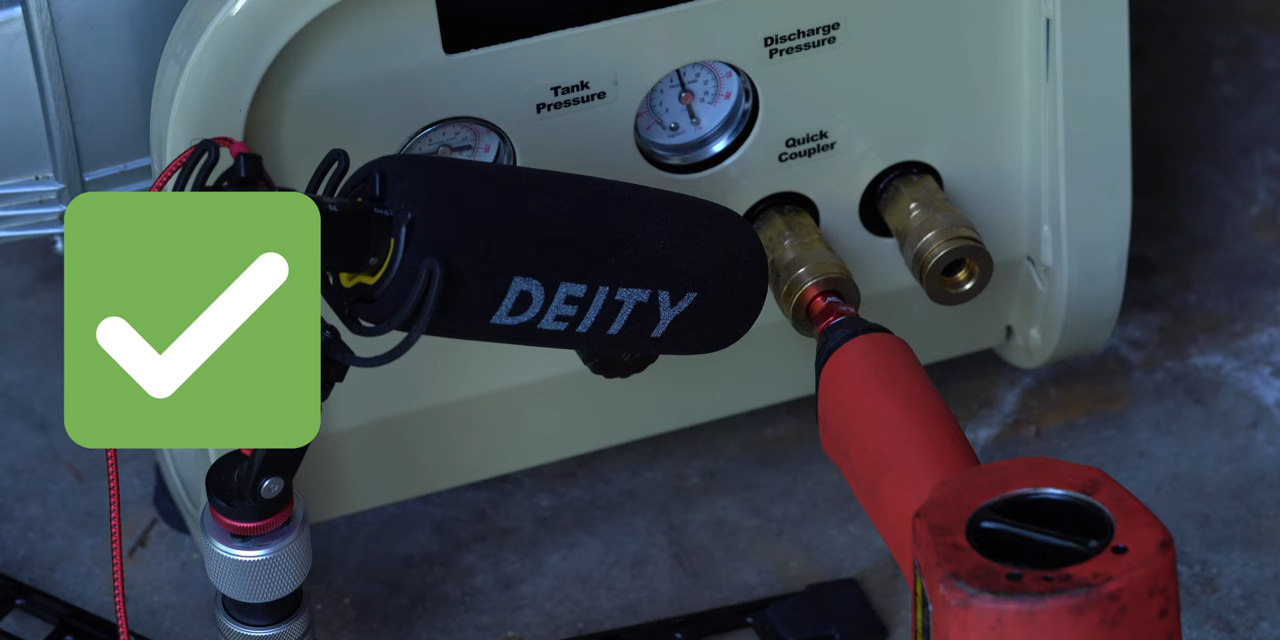 Discharge
Pressure
Tank
Pressure
Quick
Coupler
DEITY